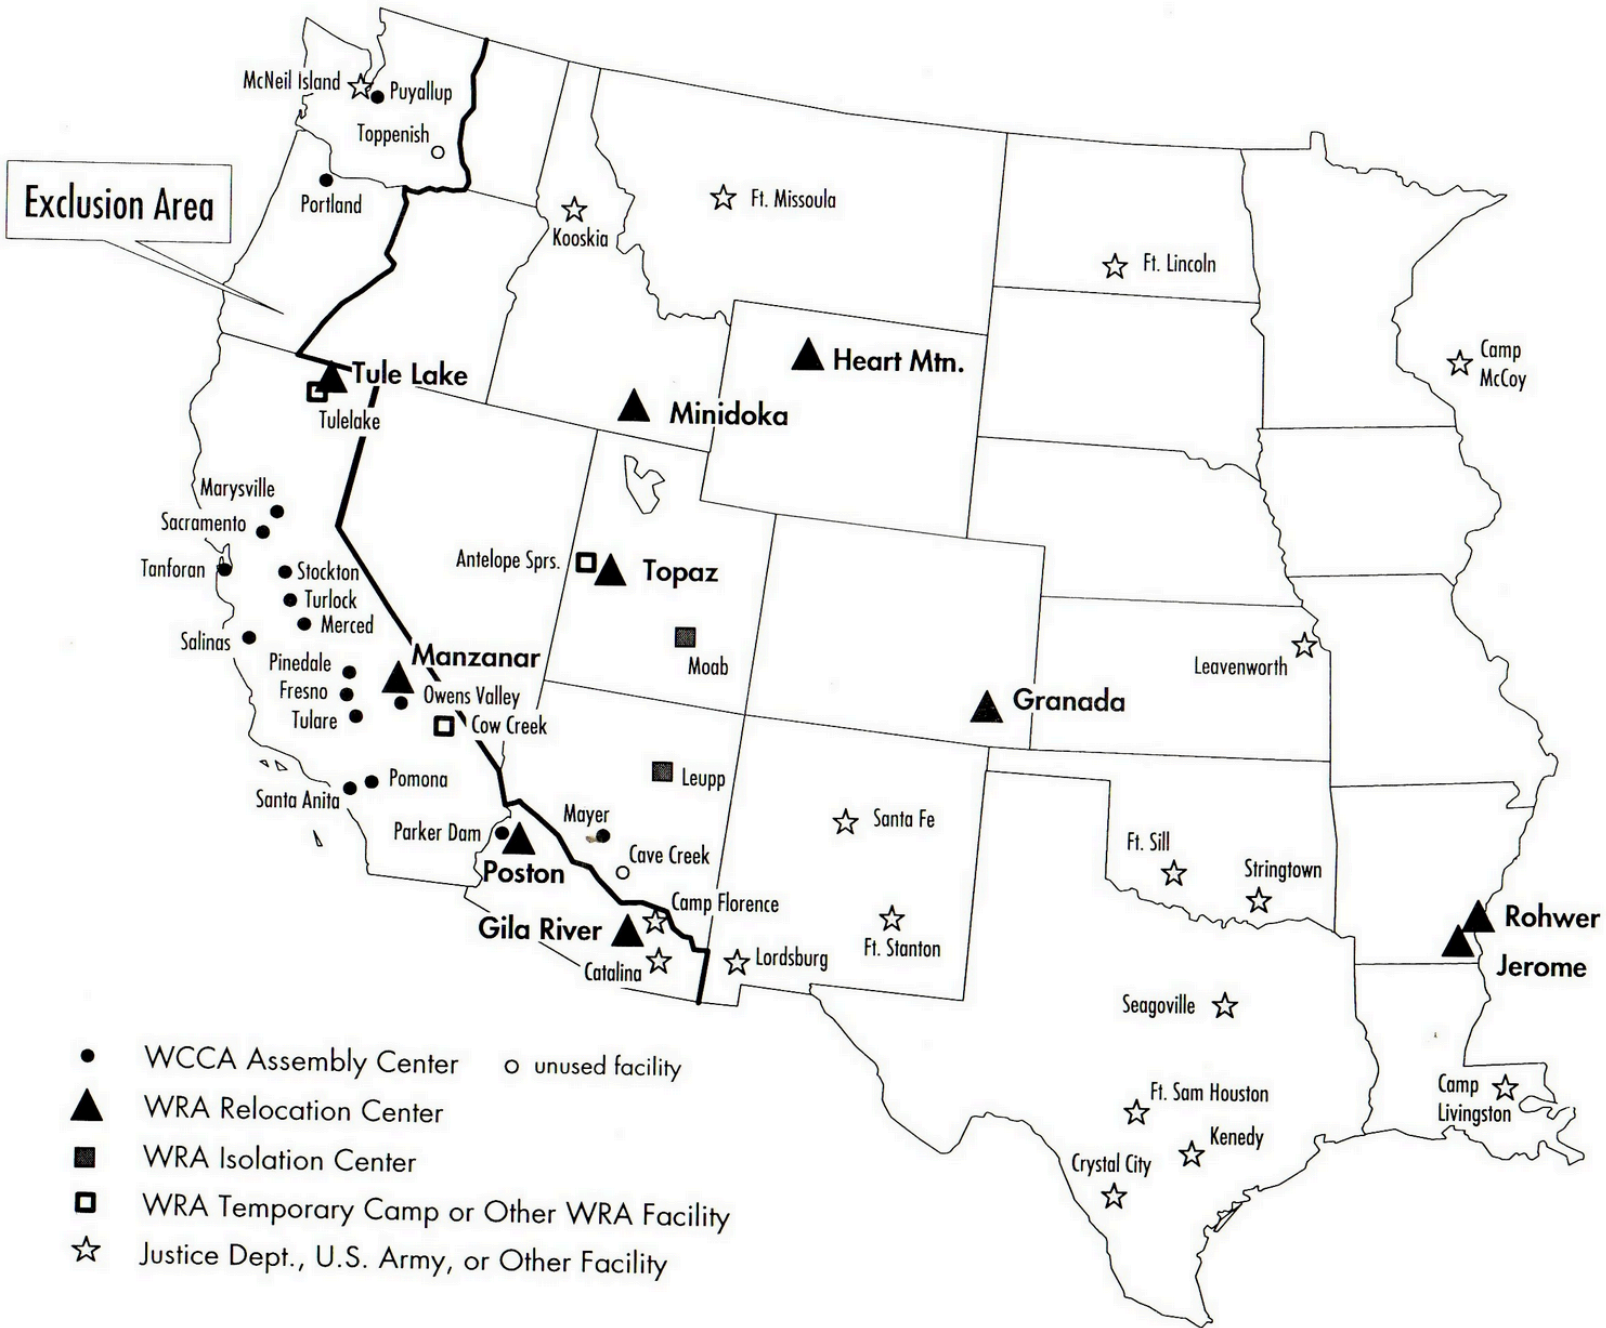 McNeil Island
Puyallup
Toppenish
Exclusion Area
Portland
Kooskia
Ft. Missoula
Ft. Lincoln
Camp
McCoy
Heart Mtn.
Tule Lake
Tulelake
Minidoka
Marysville
Sacramento
Tanforan
Stockton
Turlock
Merced
Salinas
Antelope Sprs.
Topaz
Moab
Leavenworth
Pinedale
Fresno
Tulare
Manzanar
Owens Valley
Cow Creek
Granada
Pomona
Santa Anita
Leupp
Mayer
Parker Dam
Poston
Cave Creek
Santa Fe
Ft. Sill
Stringtown
Camp Florence
Gila River
Catalina
Lordsburg
Ft. Stanton
Rohwer
Jerome
Seagoville
Ft. Sam Houston
Kenedy
Crystal City
Camp
Livingston
WCCA Assembly Center
unused facility
WRA Relocation Center
WRA Isolation Center
WRA Temporary Camp or Other WRA Facility
Justice Dept., U.S. Army, or Other Facility